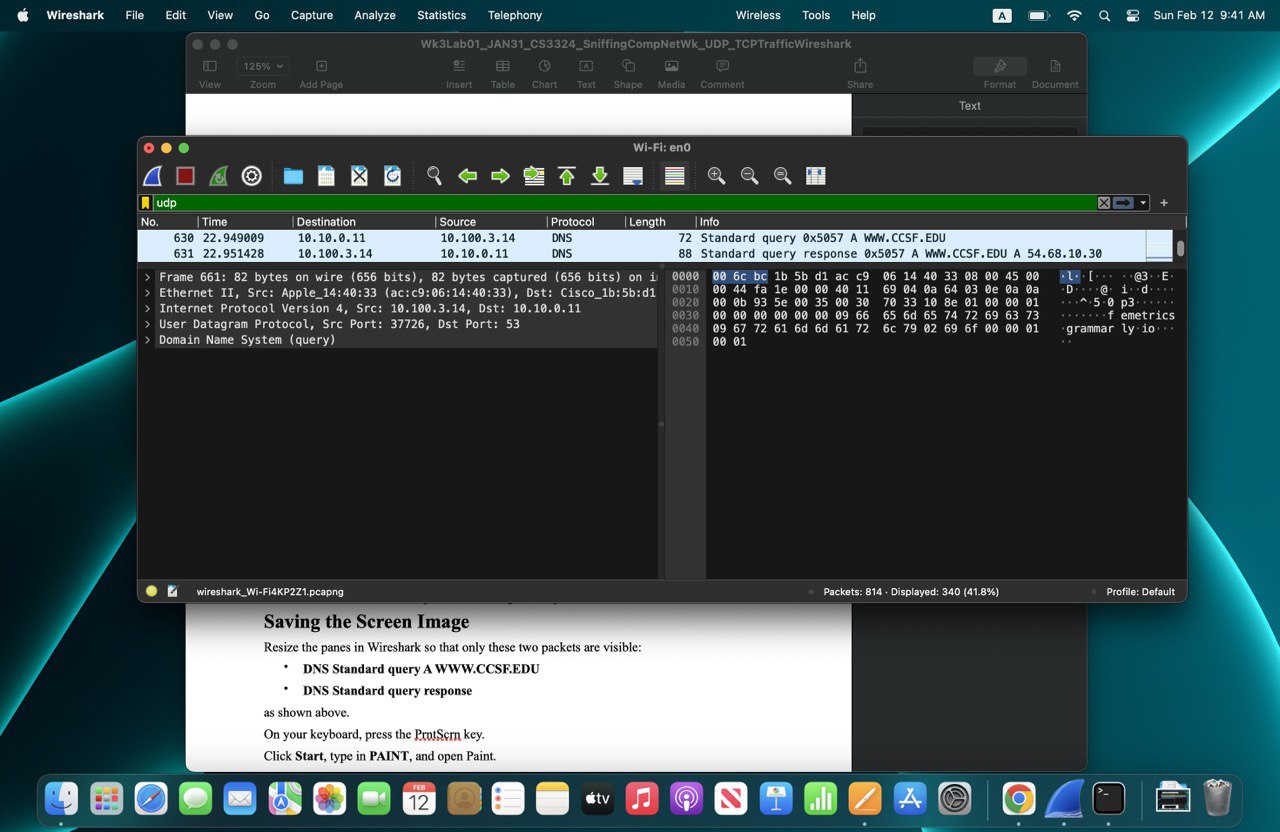 Wireshark File Edit View Go Capture Analyze Statistics Telephony Wireless Tools Help A Sun Feb 12 9:41 AM
Wk3Lab01_JAN31_CS3324_SniffingCompNetWk_UDP_TCPTrafficWireshark
125%
View Zoom Add Page Insert Table Chart Text Shape Media Comment Share Format Document
Text
Wi-Fi: en0
udp
No. Time Destination Source Protocol Length Info
630 22.949009 10.10.0.11 10.100.3.14 DNS 72 Standard query 0x5057 A WWW.CCSF.EDU
631 22.951428 10.100.3.14 10.10.0.11 DNS 88 Standard query response 0x5057 A WWW.CCSF.EDU A 54.68.10.30
Frame 661: 82 bytes on wire (656 bits), 82 bytes captured (656 bits) on i
Ethernet II, Src: Apple_14:40:33 (ac:c9:06:14:40:33), Dst: Cisco_1b:5b:d1
Internet Protocol Version 4, Src: 10.100.3.14, Dst: 10.10.0.11
User Datagram Protocol, Src Port: 37726, Dst Port: 53
Domain Name System (query)
0000 00 6c bc 1b 5b d1 ac c9 06 14 40 33 08 00 45 00 ·l··[··· ··@3··E·
0010 00 44 fa 1e 00 00 40 11 69 04 0a 64 03 0e 0a 0a ·D····@· i··d····
0020 00 0b 93 5e 00 35 00 30 70 33 10 8e 01 00 00 01 ···^·5·0 p3······
0030 00 00 00 00 00 00 09 66 65 6d 65 74 72 69 63 73 ·······f emetrics
0040 09 67 72 61 6d 6d 61 72 6c 79 02 69 6f 00 00 01 ·grammar ly·io···
0050 00 01 ··
wireshark_Wi-Fi4KP2Z1.pcapng Packets: 814 · Displayed: 340 (41.8%) Profile: Default
Saving the Screen Image
Resize the panes in Wireshark so that only these two packets are visible:
• DNS Standard query A WWW.CCSF.EDU
• DNS Standard query response
as shown above.
On your keyboard, press the PrntScrn key.
Click Start, type in PAINT, and open Paint.
FEB
12
tv